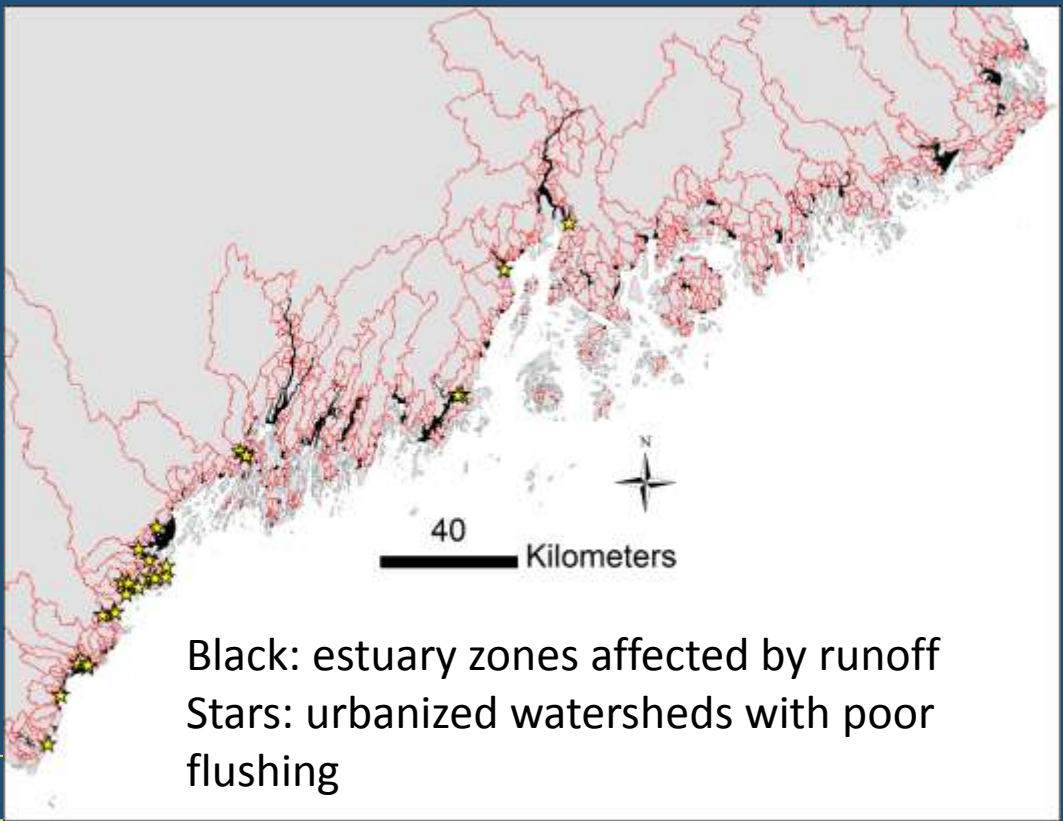 N
40
Kilometers
Black: estuary zones affected by runoff
Stars: urbanized watersheds with poor
flushing